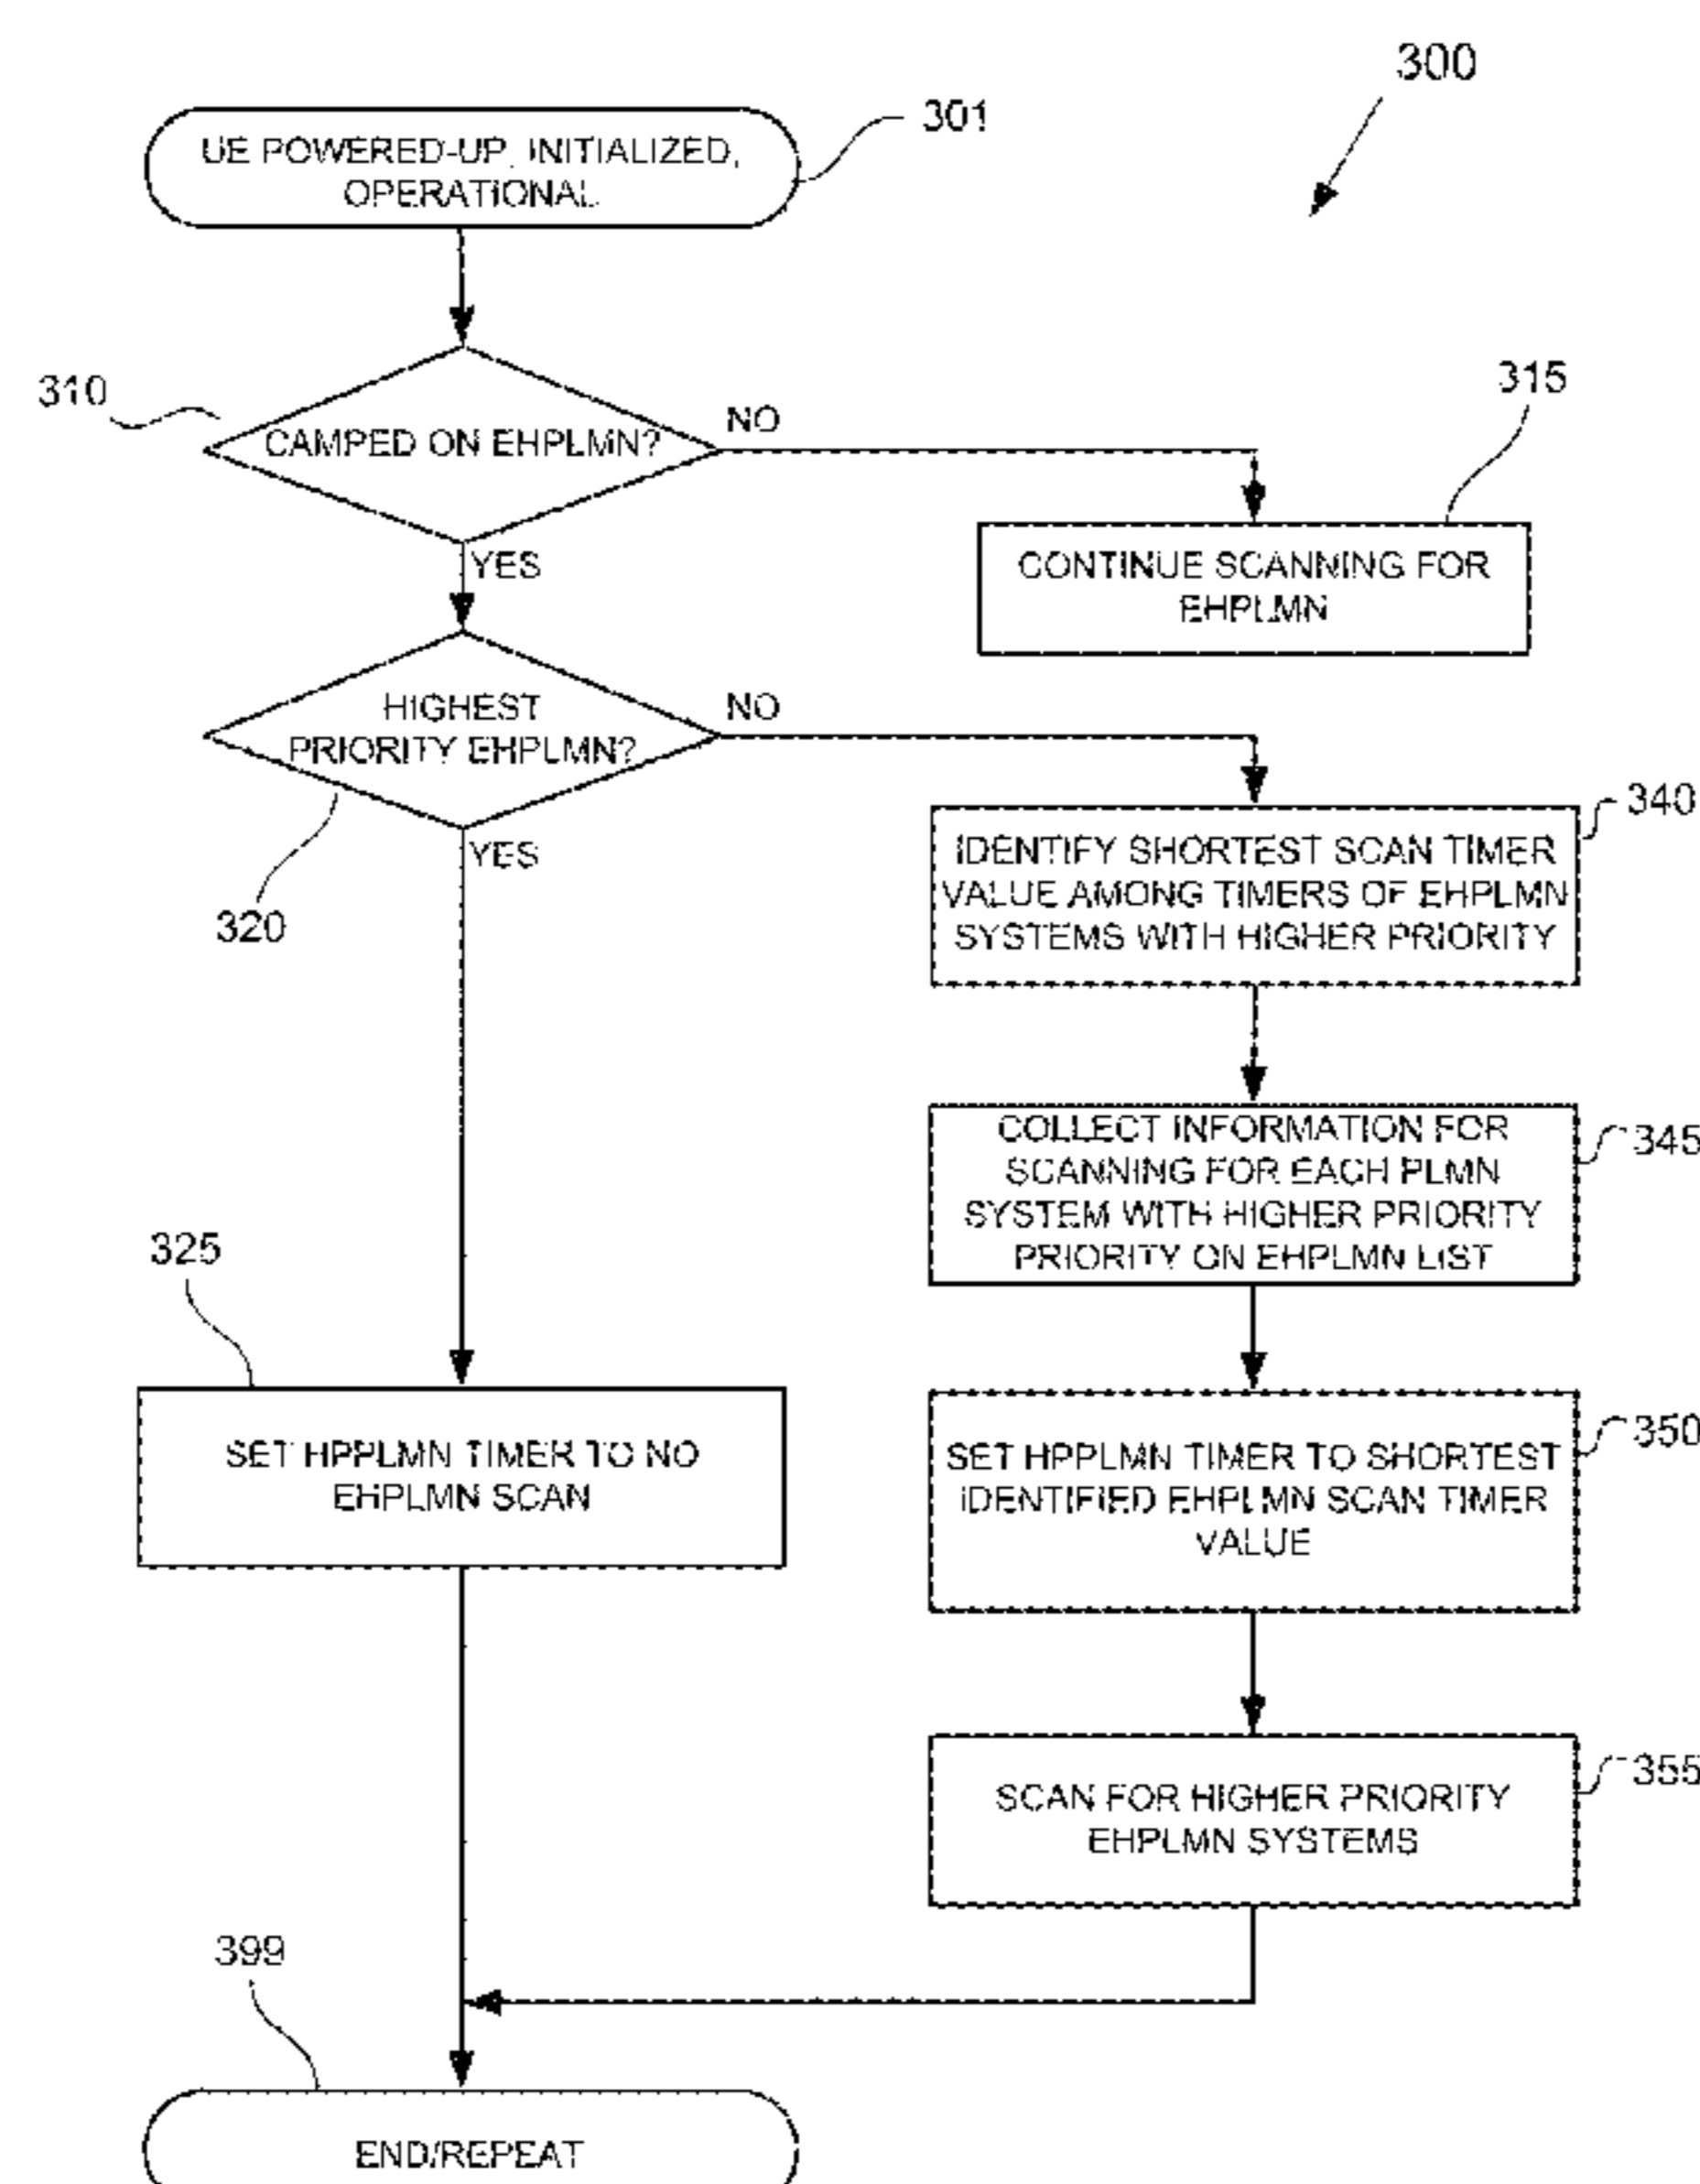 300
301
UE POWERED-UP, INITIALIZED,
OPERATIONAL
310
CAMPED ON EHPLMN?
NO
315
YES
CONTINUE SCANNING FOR
EHPLMN
HIGHEST
PRIORITY EHPLMN?
NO
320
YES
340
IDENTIFY SHORTEST SCAN TIMER
VALUE AMONG TIMERS OF EHPLMN
SYSTEMS WITH HIGHER PRIORITY
345
COLLECT INFORMATION FOR
SCANNING FOR EACH PLMN
SYSTEM WITH HIGHER PRIORITY
PRIORITY ON EHPLMN LIST
325
SET HPPLMN TIMER TO NO
EHPLMN SCAN
350
SET HPPLMN TIMER TO SHORTEST
IDENTIFIED EHPLMN SCAN TIMER
VALUE
355
SCAN FOR HIGHER PRIORITY
EHPLMN SYSTEMS
399
END/REPEAT